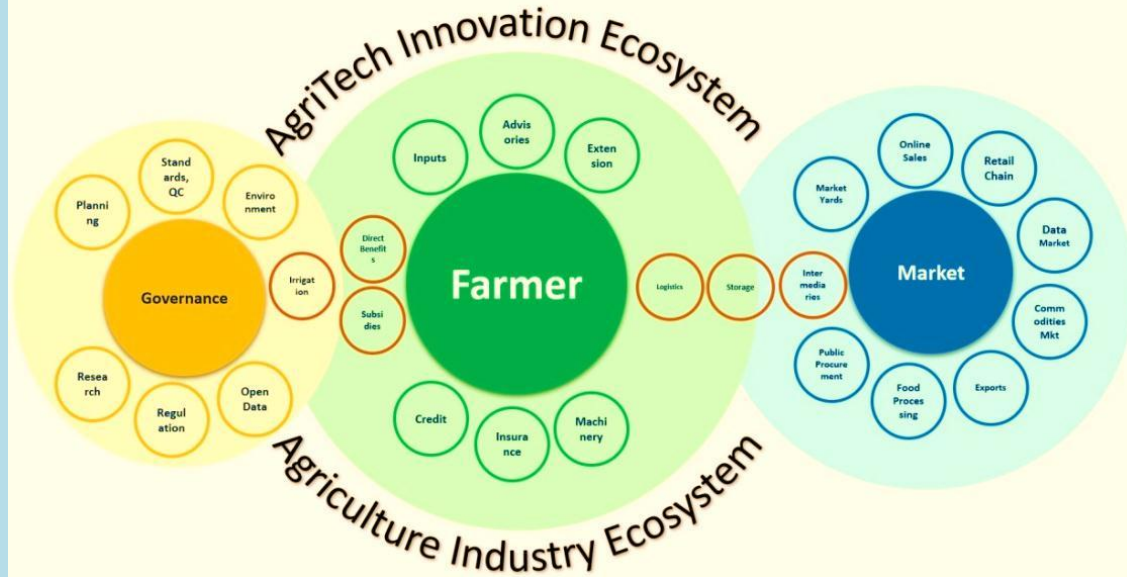 AgriTech Innovation Ecosystem
Stand
ards,
QC
Enviro
nment
Planni
ng
Governance
Irrigat
ion
Resea
rch
Regul
ation
Open
Data
Direct
Benefit
s
Subsi
dies
Inputs
Advis
ories
Exten
sion
Farmer
Credit
Insura
nce
Machi
nery
Logistics
Storage
Inter
media
ries
Market
Yards
Online
Sales
Retail
Chain
Data
Market
Market
Comm
odities
Mkt
Public
Procure
ment
Food
Proces
sing
Exports
Agriculture Industry Ecosystem